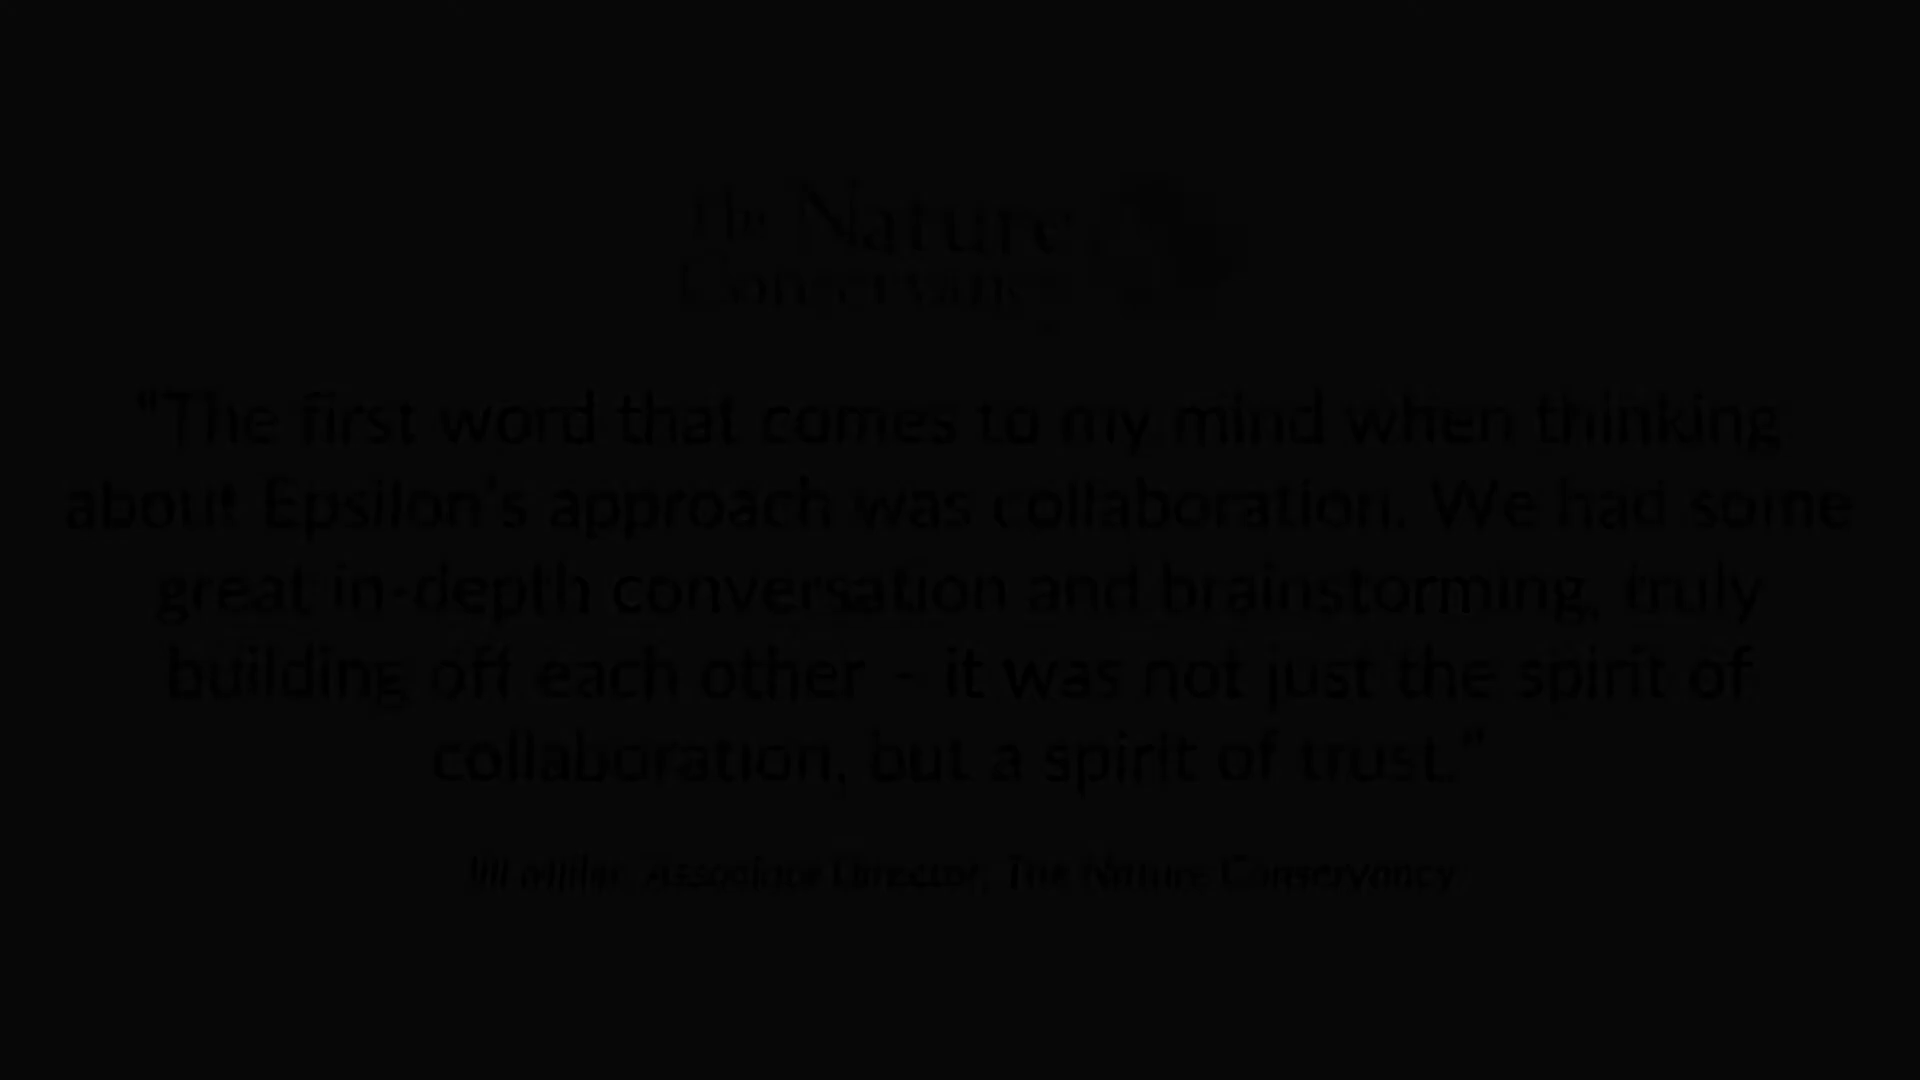 The Nature
Conservancy
"The first word that comes to my mind when thinking
about Epsilon's approach was collaboration. We had some
great in-depth conversation and brainstorming, truly
building off each other - it was not just the spirit of
collaboration, but a spirit of trust."
Associate Director, The Nature Conservancy